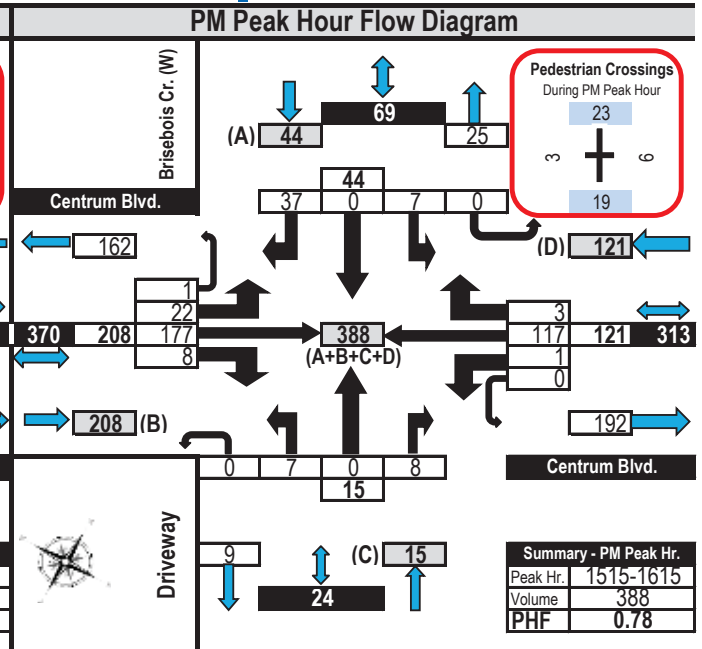 PM Peak Hour Flow Diagram
Brisebois Cr. (W)
Pedestrian Crossings
During PM Peak Hour
23
3
6
19
69
(A) 44
25
44
37 0 7 0
Centrum Blvd.
162
(D) 121
1
22
370 208 177
8
388
(A+B+C+D)
3
117 121 313
1
0
208 (B)
192
0 7 0 8
15
Centrum Blvd.
Driveway
9
(C) 15
24
Summary - PM Peak Hr.
Peak Hr. 1515-1615
Volume 388
PHF 0.78